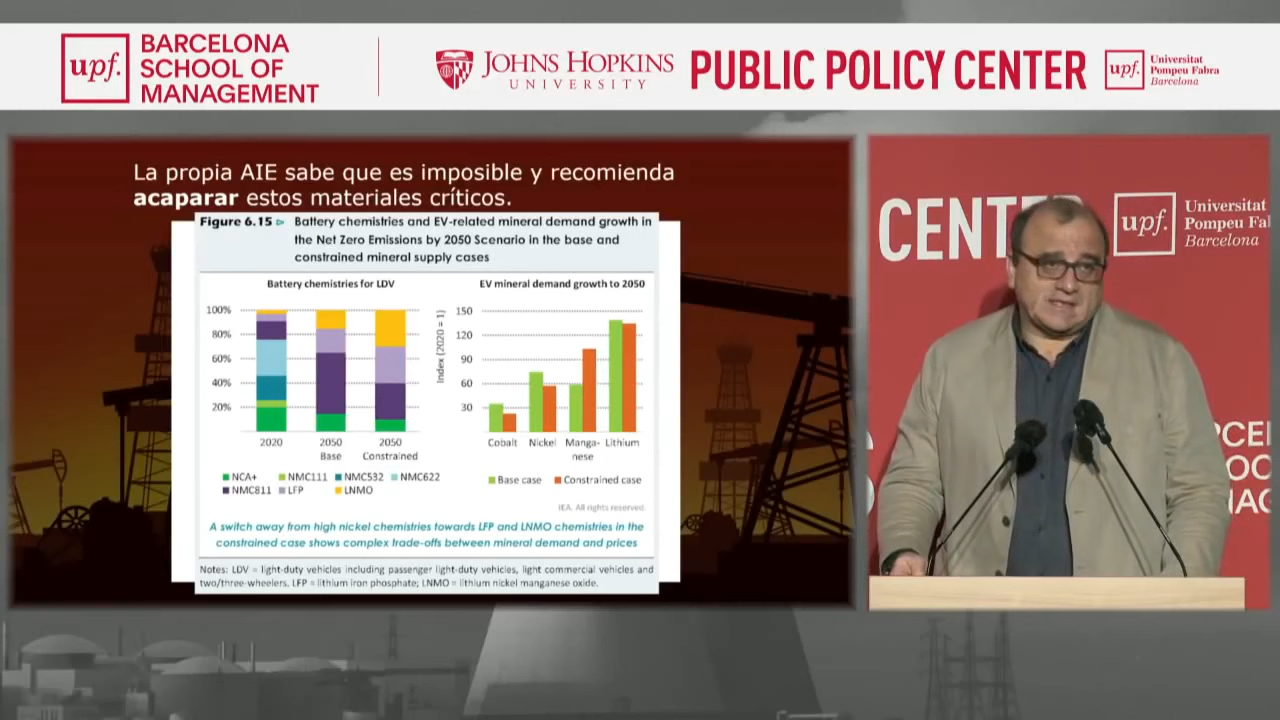 upf.
BARCELONA
SCHOOL OF
MANAGEMENT
JOHNS HOPKINS
UNIVERSITY
PUBLIC POLICY CENTER
upf.
Universitat
Pompeu Fabra
Barcelona
La propia AIE sabe que es imposible y recomienda
acaparar estos materiales críticos.
Figure 6.15 ▷ Battery chemistries and EV-related mineral demand growth in
the Net Zero Emissions by 2050 Scenario in the base and
constrained mineral supply cases
Battery chemistries for LDV
100%
80%
60%
40%
20%
2020
2050
Base
2050
Constrained
NCA+ NMC111 NMC532 NMC622
NMC811 LFP LNMO
EV mineral demand growth to 2050
Index (2020 = 1)
150
120
90
60
30
Cobalt
Nickel
Manga-
nese
Lithium
Base case Constrained case
IEA. All rights reserved.
A switch away from high nickel chemistries towards LFP and LNMO chemistries in the
constrained case shows complex trade-offs between mineral demand and prices
Notes: LDV = light-duty vehicles including passenger light-duty vehicles, light commercial vehicles and
two/three-wheelers. LFP = lithium iron phosphate; LNMO = lithium nickel manganese oxide.
CENT
upf.
Universitat
Pompeu Fa
Barcelona